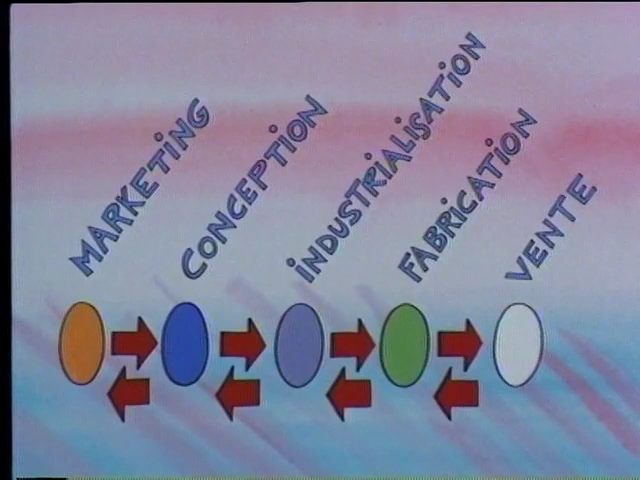 MARKETiNG
CONCEPTiON
iNDUSTRiALiSATiON
FABRiCATiON
VENTE